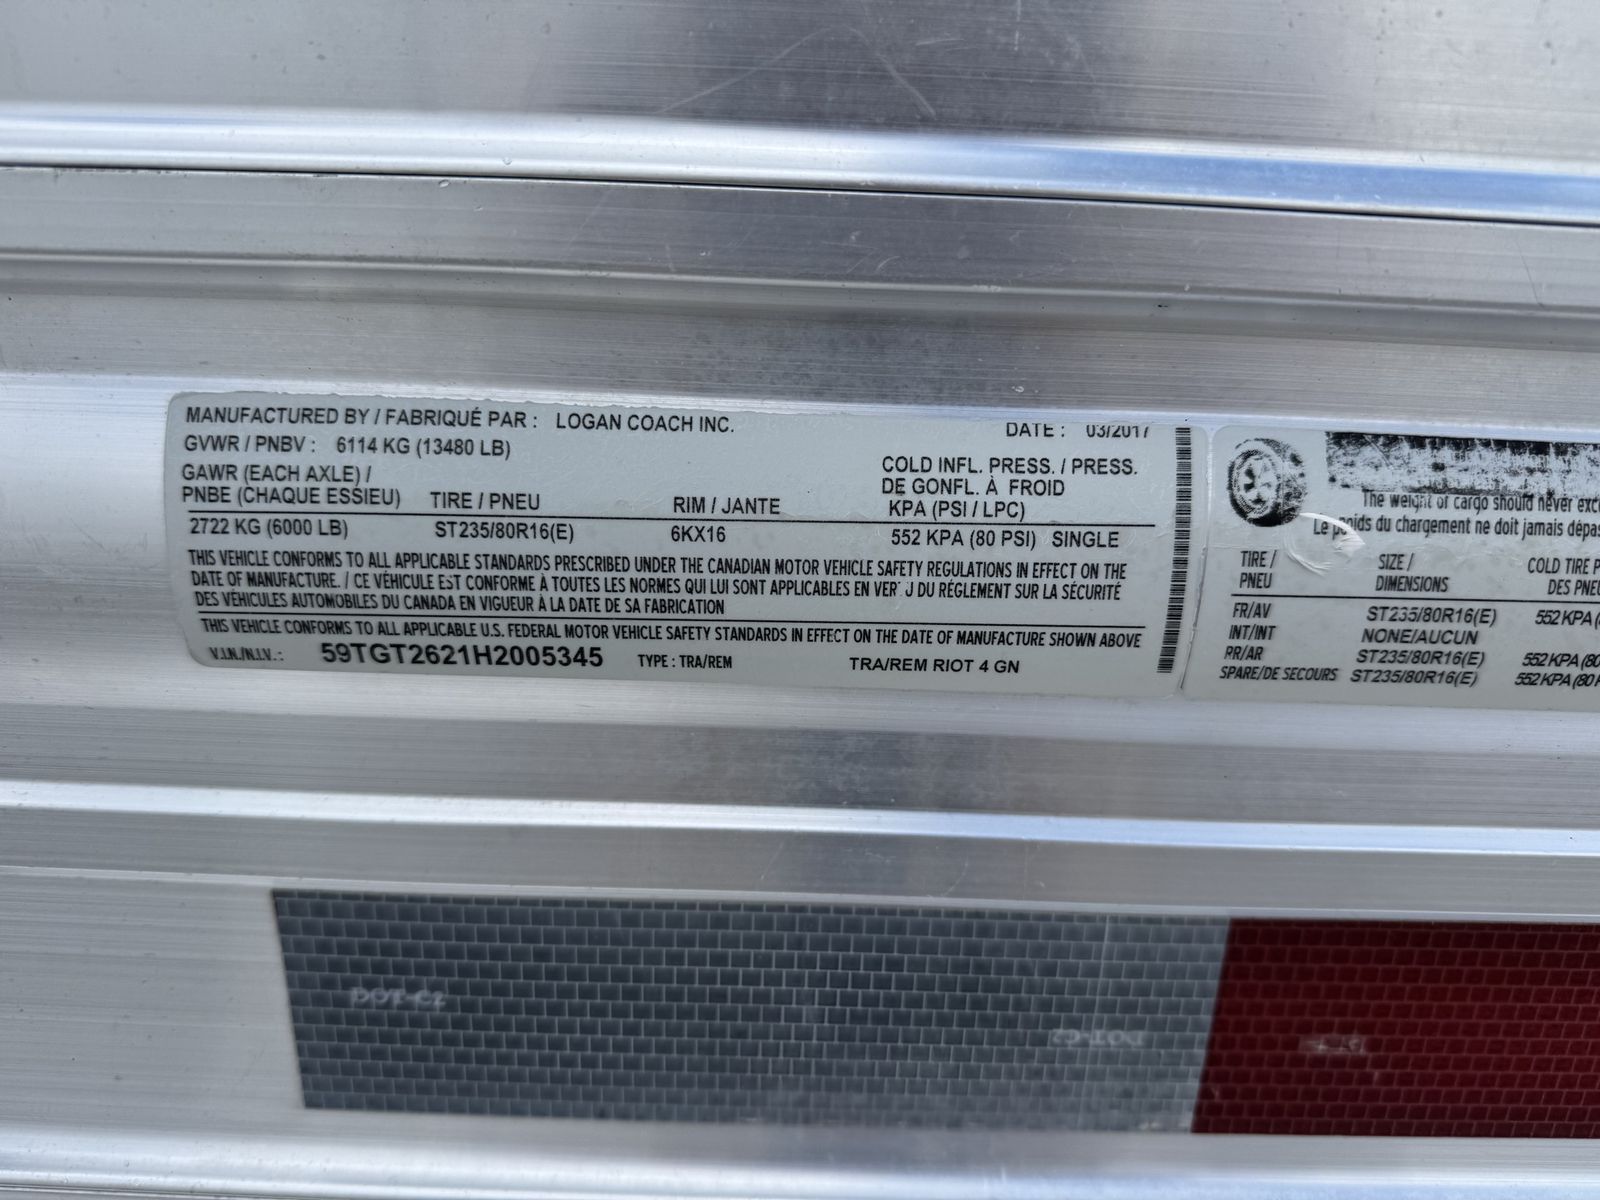 MANUFACTURED BY / FABRIQUÉ PAR : LOGAN COACH INC. DATE : 03/2017
GVWR / PNBV : 6114 KG (13480 LB)
GAWR (EACH AXLE) /
PNBE (CHAQUE ESSIEU) TIRE / PNEU RIM / JANTE COLD INFL. PRESS. / PRESS.
DE GONFL. À FROID
KPA (PSI / LPC)
2722 KG (6000 LB) ST235/80R16(E) 6KX16 552 KPA (80 PSI) SINGLE
THIS VEHICLE CONFORMS TO ALL APPLICABLE STANDARDS PRESCRIBED UNDER THE CANADIAN MOTOR VEHICLE SAFETY REGULATIONS IN EFFECT ON THE
DATE OF MANUFACTURE. / CE VÉHICULE EST CONFORME À TOUTES LES NORMES QUI LUI SONT APPLICABLES EN DU RÉGLEMENT SUR LA SÉCURITÉ
DES VÉHICULES AUTOMOBILES DU CANADA EN VIGUEUR À LA DATE DE SA FABRICATION
THIS VEHICLE CONFORMS TO ALL APPLICABLE U.S. FEDERAL MOTOR VEHICLE SAFETY STANDARDS IN EFFECT ON THE DATE OF MANUFACTURE SHOWN ABOVE
V.I.N./N.I.V.: 59TGT2621H2005345 TYPE : TRA/REM TRA/REM RIOT 4 GN
The weight of cargo should never exc
Le poids du chargement ne doit jamais dépas
TIRE / SIZE / COLD TIRE P
PNEU DIMENSIONS DES PNEU
FR/AV ST235/80R16(E) 552 KPA (
INT/INT NONE/AUCUN
RR/AR ST235/80R16(E) 552 KPA (80
SPARE/DE SECOURS ST235/80R16(E) 552 KPA (80
DOT-C2
DOT-C2